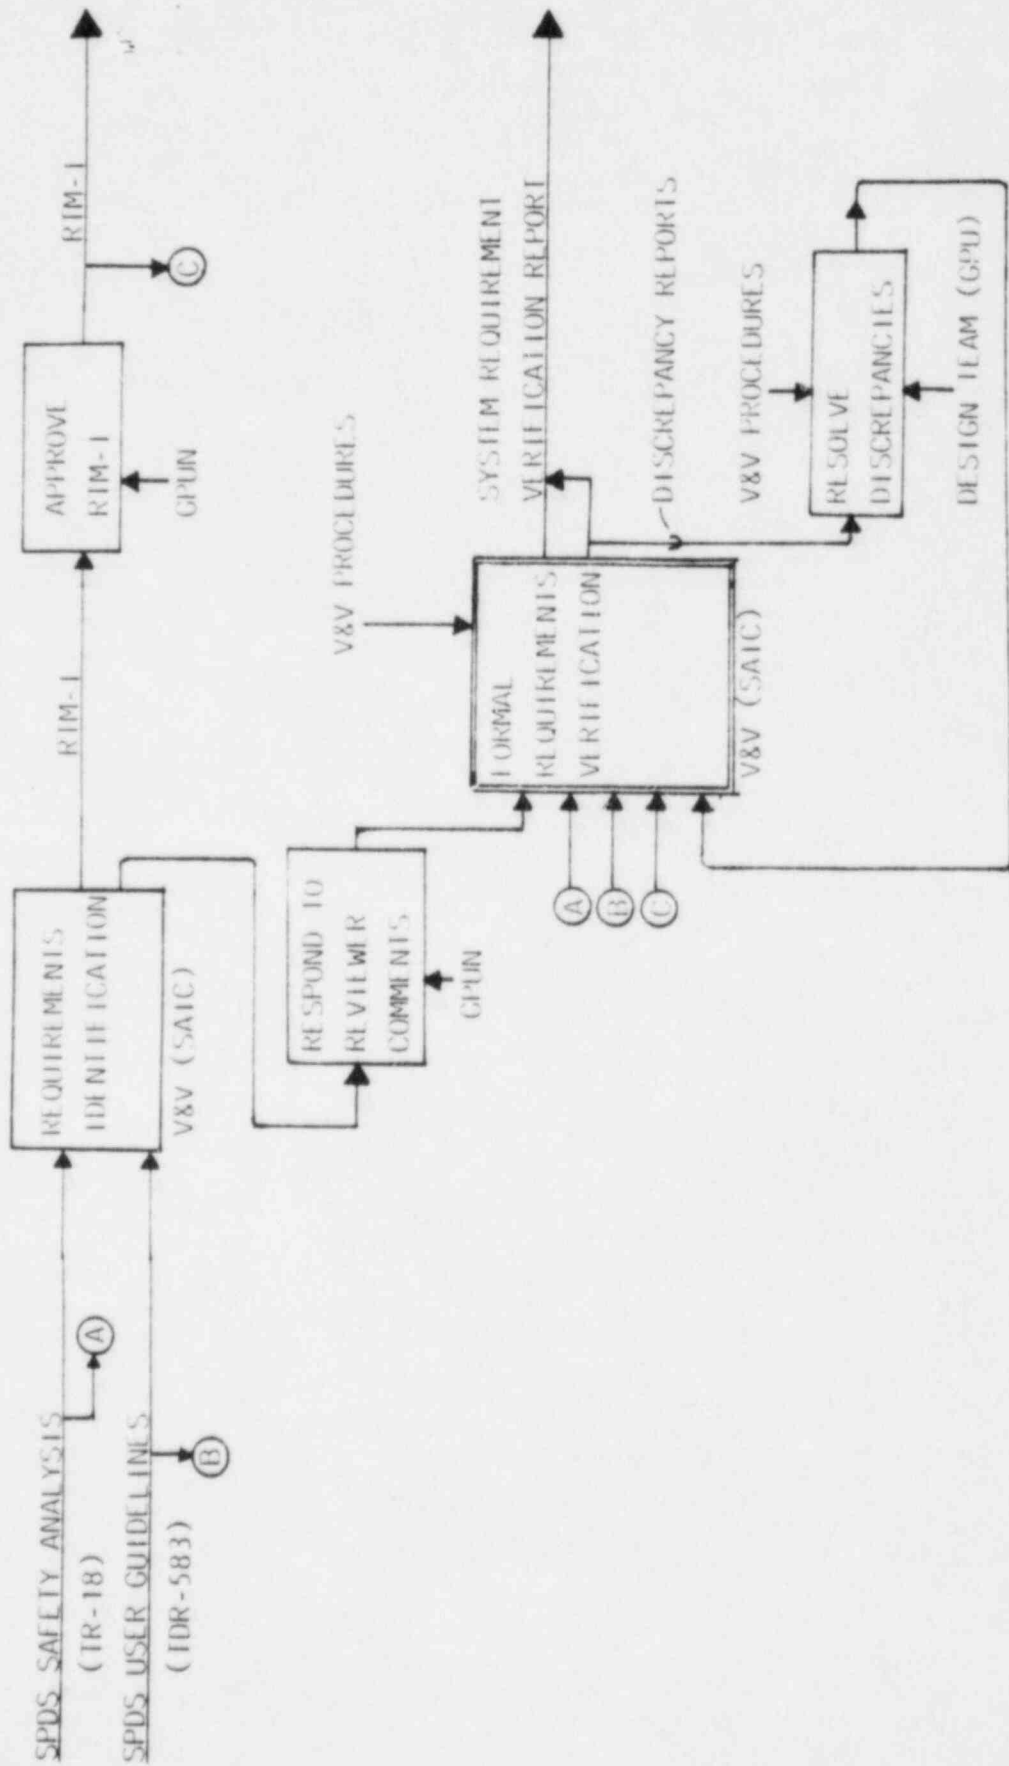 SPDS SAFETY ANALYSIS
(TR-18)
A
SPDS USER GUIDELINES
(TDR-583)
B
REQUIREMENTS
IDENTIFICATION
V&V (SAIC)
RTM-1
APPROVE
RTM-1
GPUN
RTM-1
C
RESPOND TO
REVIEWER
COMMENTS
GPUN
V&V PROCEDURES
A
B
C
FORMAL
REQUIREMENTS
VERIFICATION
V&V (SAIC)
SYSTEM REQUIREMENT
VERIFICATION REPORT
DISCREPANCY REPORTS
V&V PROCEDURES
RESOLVE
DISCREPANCIES
DESIGN TEAM (GPU)